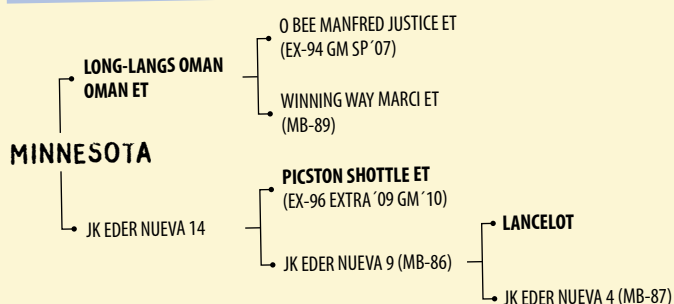 O BEE MANFRED JUSTICE ET
(EX-94 GM SP´07)
LONG-LANGS OMAN
OMAN ET
WINNING WAY MARCI ET
(MB-89)
MINNESOTA
PICSTON SHOTTLE ET
(EX-96 EXTRA´09 GM´10)
LANCELOT
JK EDER NUEVA 14
JK EDER NUEVA 9 (MB-86)
JK EDER NUEVA 4 (MB-87)